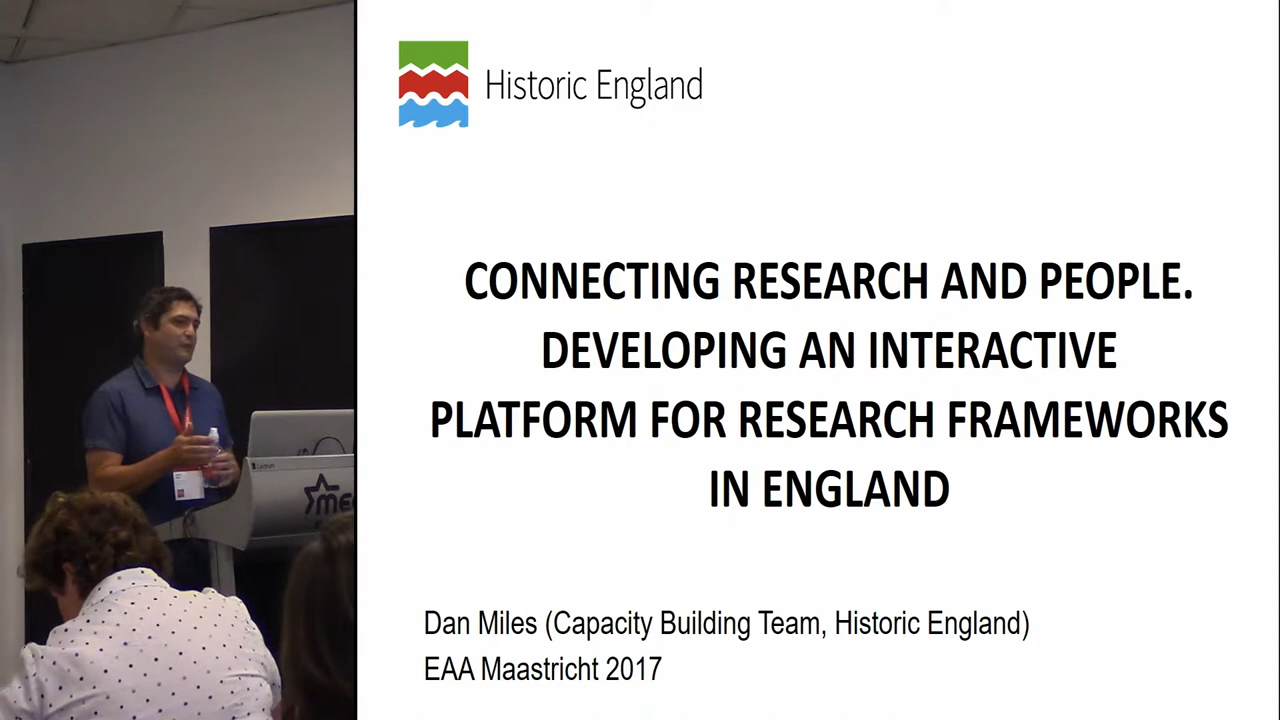 Historic England
CONNECTING RESEARCH AND PEOPLE.
DEVELOPING AN INTERACTIVE
PLATFORM FOR RESEARCH FRAMEWORKS
IN ENGLAND
Dan Miles (Capacity Building Team, Historic England)
EAA Maastricht 2017